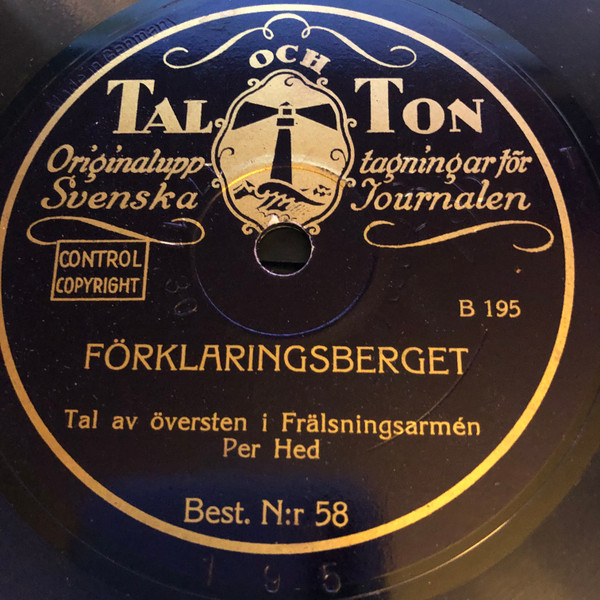 OCH
TAL TON
Originalupp- tagningar för
Svenska Journalen
CONTROL
COPYRIGHT
B 195
FÖRKLARINGSBERGET
Tal av översten i Frälsningsarmén
Per Hed
Best. N:r 58
195